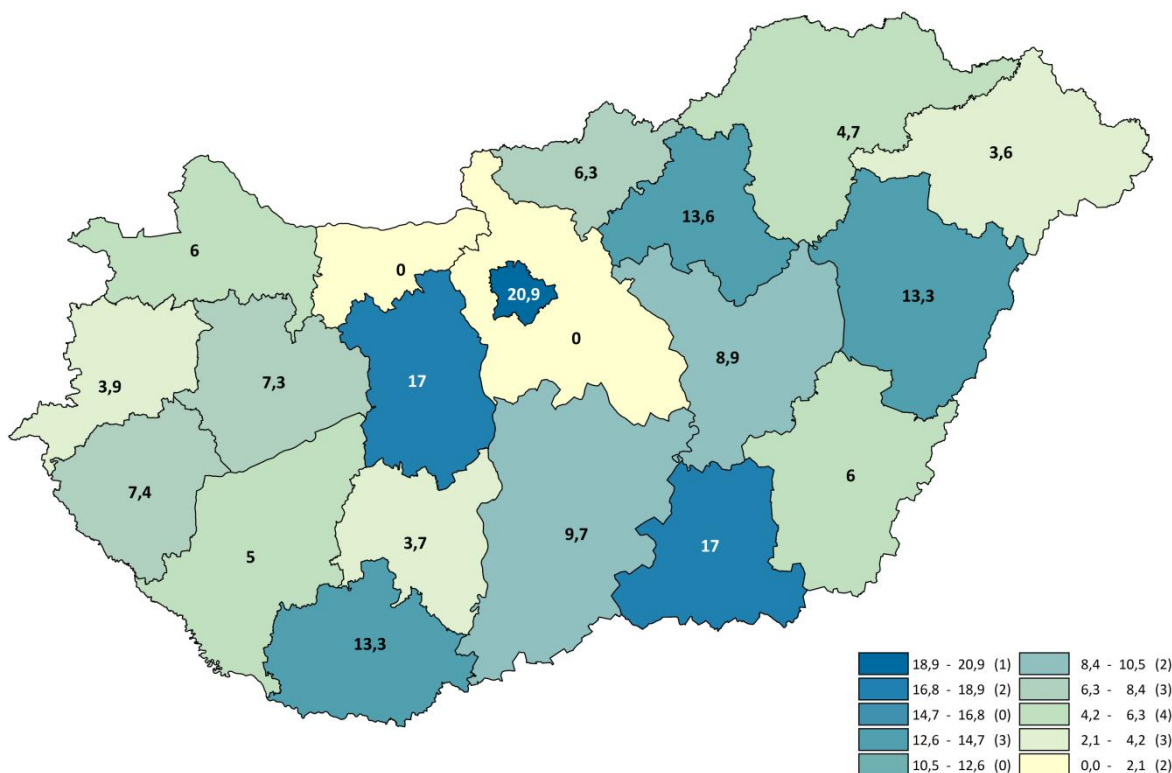 4,7
3,6
6,3
13,6
6
0
20,9
13,3
0
8,9
3,9
7,3
17
7,4
6
9,7
3,7
17
5
13,3
18,9 - 20,9 (1)
16,8 - 18,9 (2)
14,7 - 16,8 (0)
12,6 - 14,7 (3)
10,5 - 12,6 (0)
8,4 - 10,5 (2)
6,3 - 8,4 (3)
4,2 - 6,3 (4)
2,1 - 4,2 (3)
0,0 - 2,1 (2)